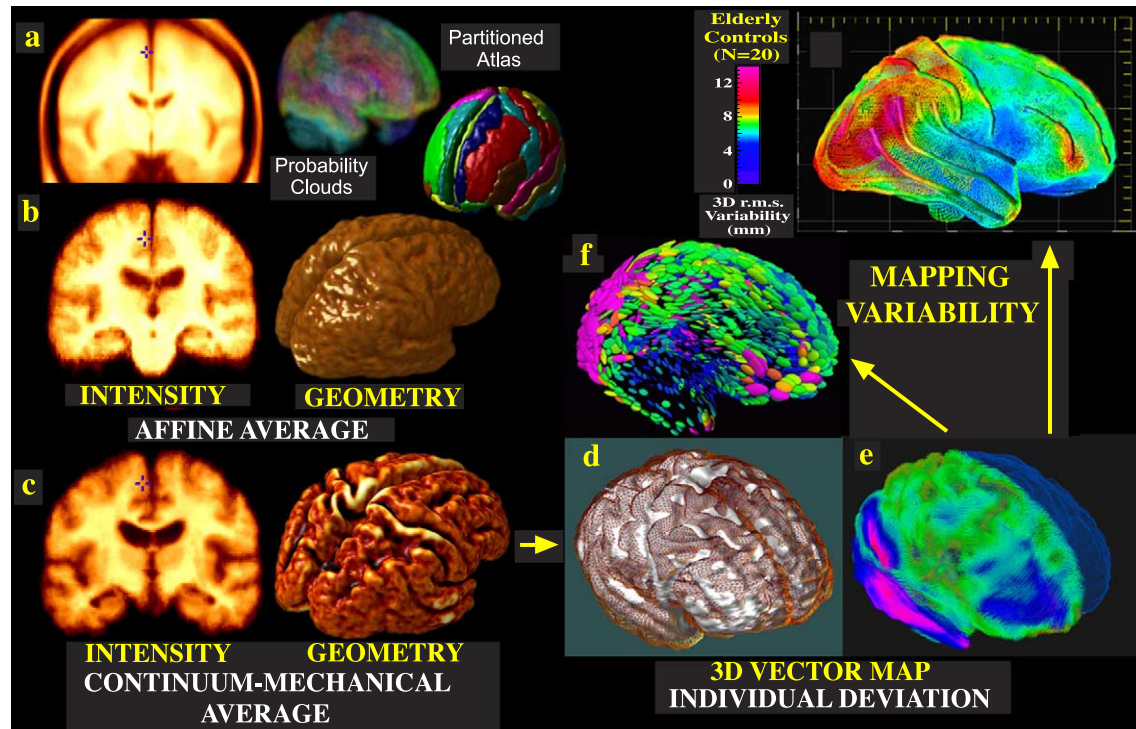 a
Partitioned
Atlas
Probability
Clouds
Elderly
Controls
(N=20)
12
8
4
0
3D r.m.s.
Variability
(mm)
b
INTENSITY
GEOMETRY
AFFINE AVERAGE
f
MAPPING
VARIABILITY
c
INTENSITY
GEOMETRY
CONTINUUM-MECHANICAL
AVERAGE
d
e
3D VECTOR MAP
INDIVIDUAL DEVIATION